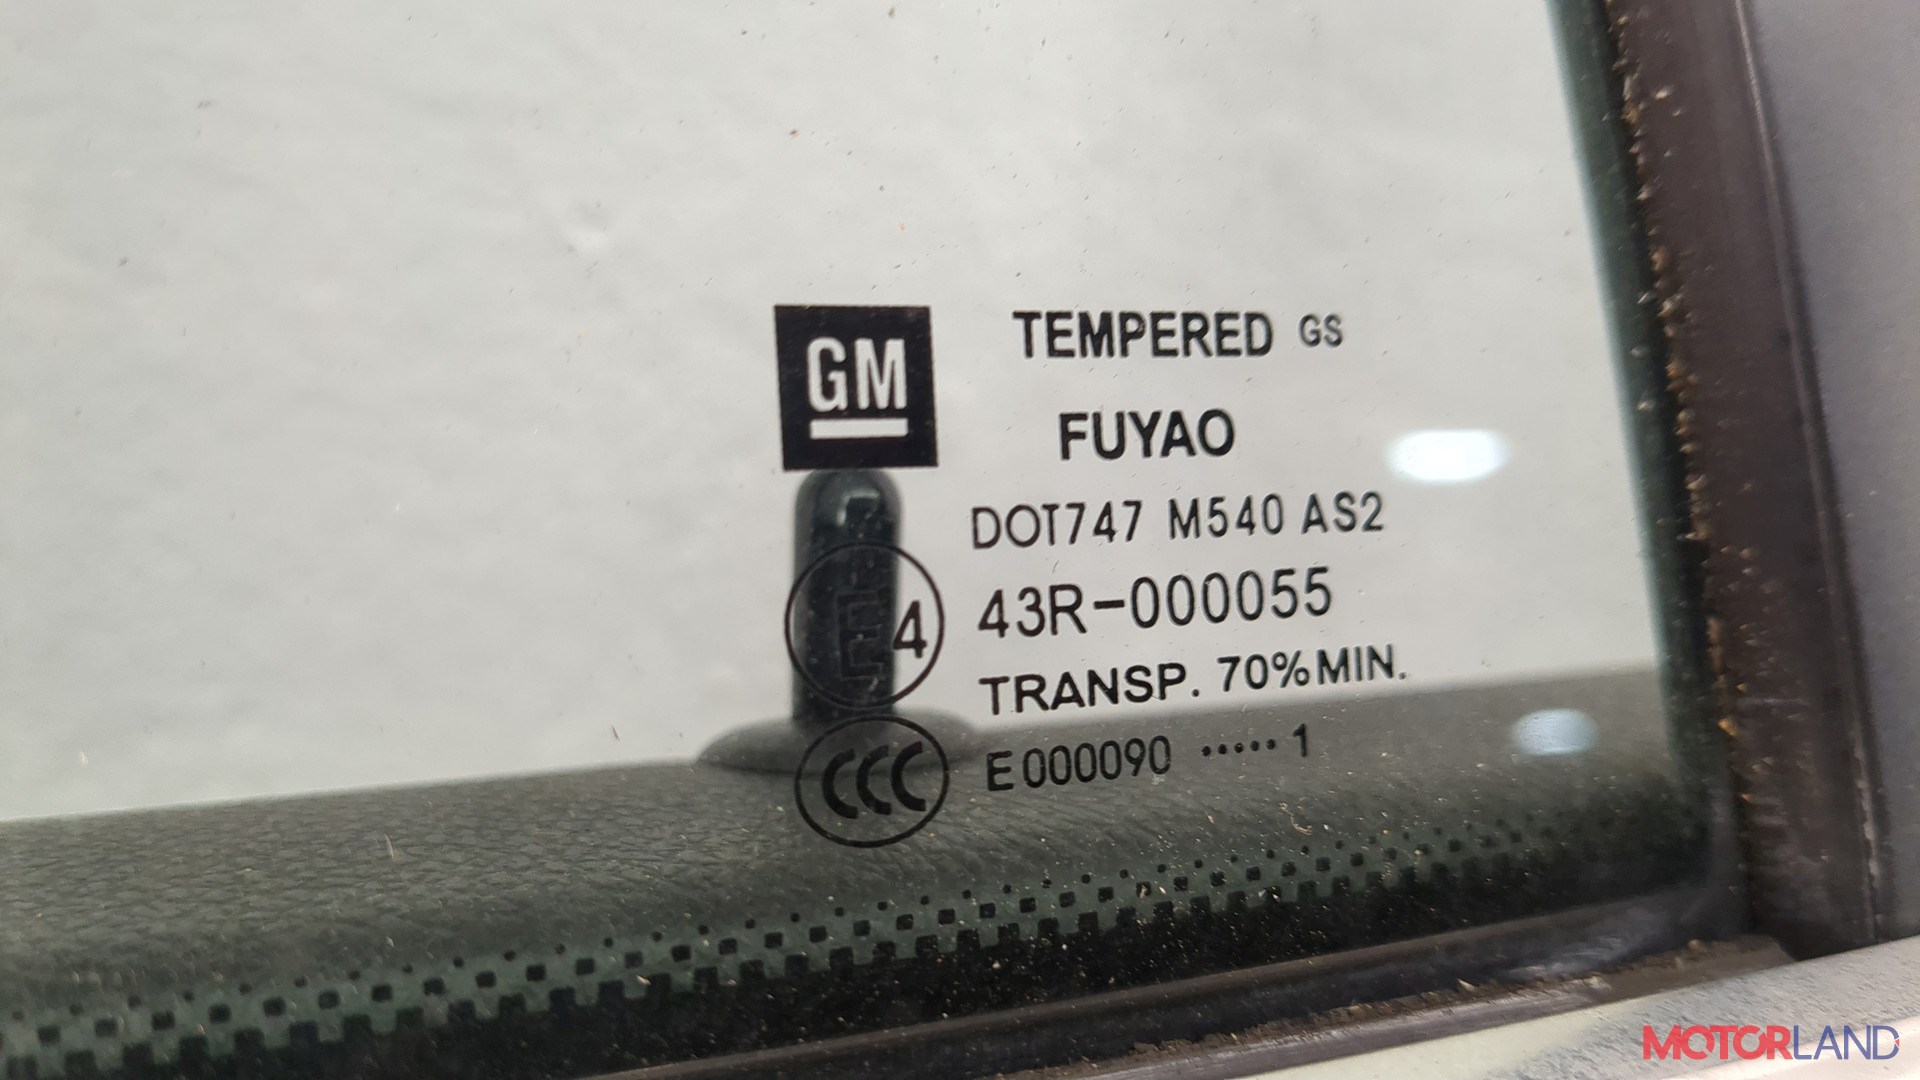 GM
TEMPERED GS
FUYAO
DOT747 M540 AS2
E4
43R-000055
TRANSP. 70%MIN.
CCC
E000090 ..... 1
MOTORLAND